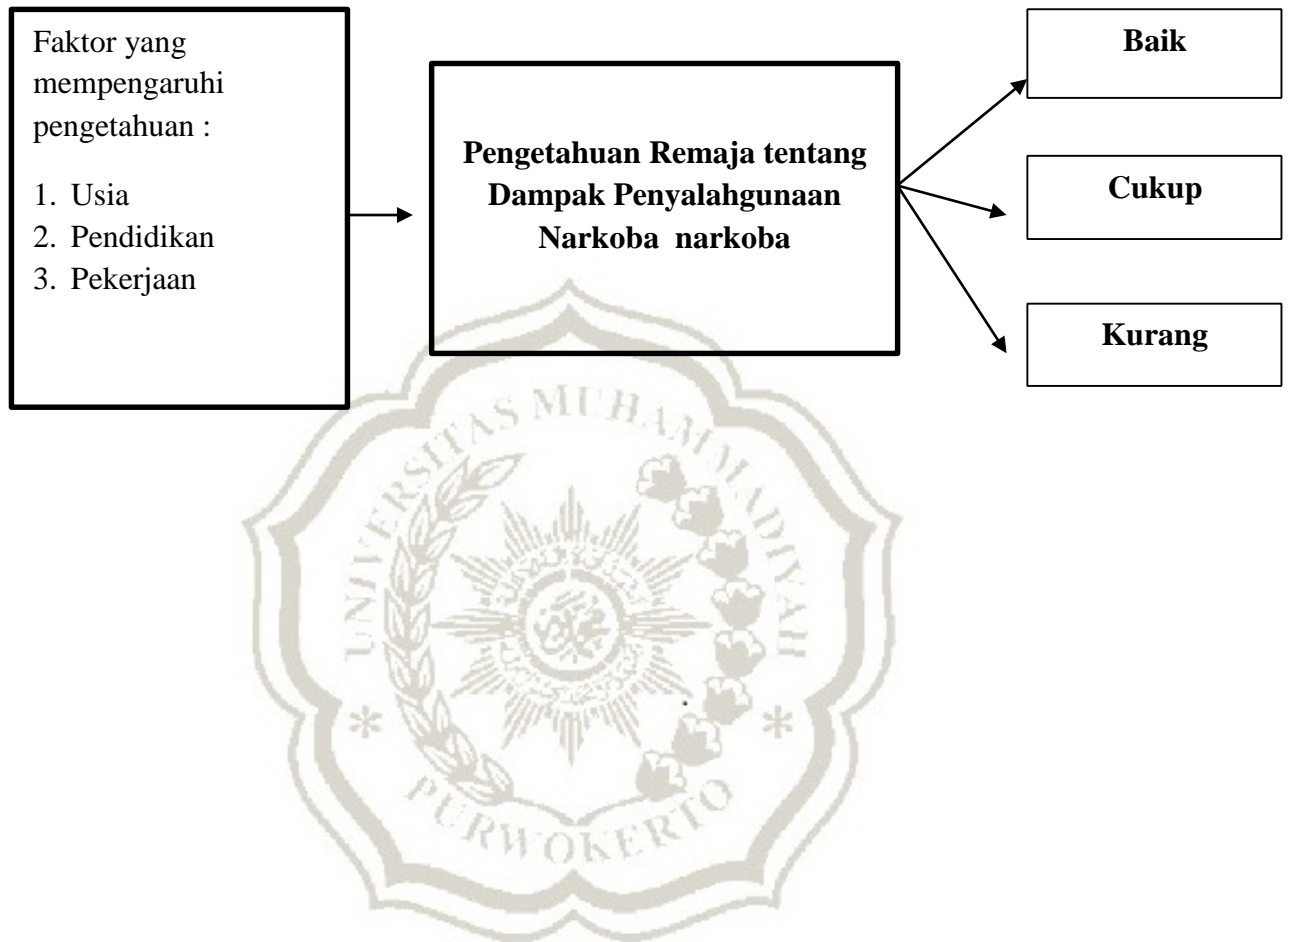 Faktor yang
mempengaruhi
pengetahuan :
1. Usia
2. Pendidikan
3. Pekerjaan
Pengetahuan Remaja tentang
Dampak Penyalahgunaan
Narkoba narkoba
Baik
Cukup
Kurang
UNIVERSITAS MUHAMMADIYAH
PURWOKERTO